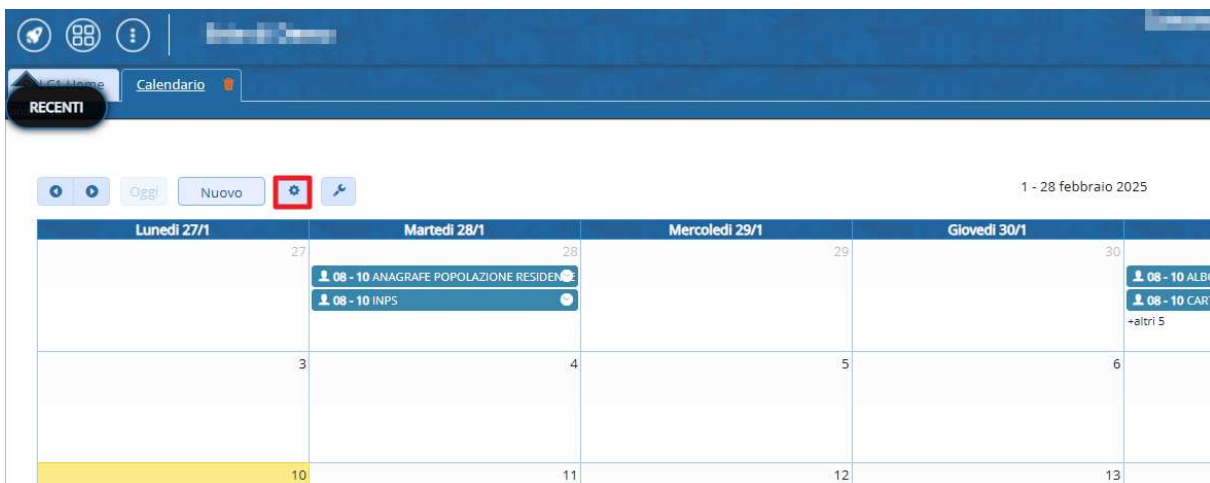 Home
Calendario
RECENTI
Oggi
Nuovo
1 - 28 febbraio 2025
Lunedì 27/1 Martedì 28/1 Mercoledì 29/1 Giovedì 30/1
27 28 29 30
08 - 10 ANAGRAFE POPOLAZIONE
08 - 10
08 - 10 INPS
08 - 10
+altri 5
3 4 5 6
10 11 12 13